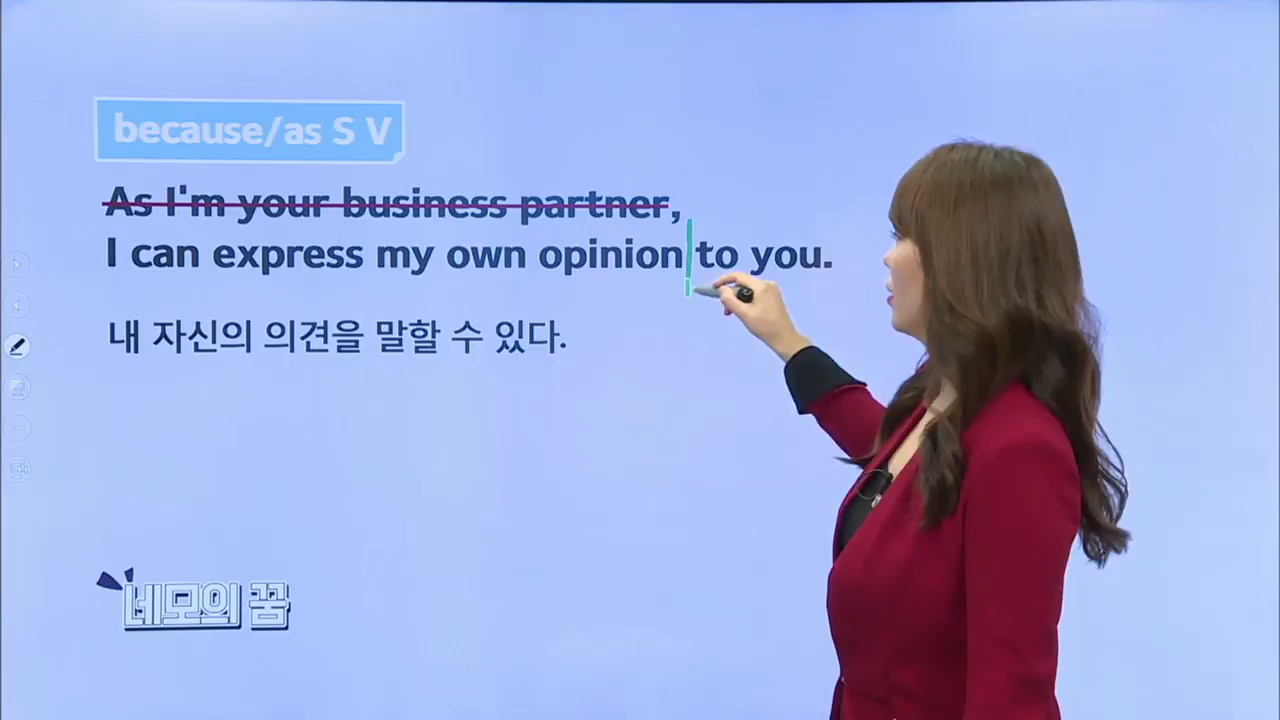 because/as S V
As I'm your business partner,
I can express my own opinion to you.
내 자신의 의견을 말할 수 있다.
네모의 꿈